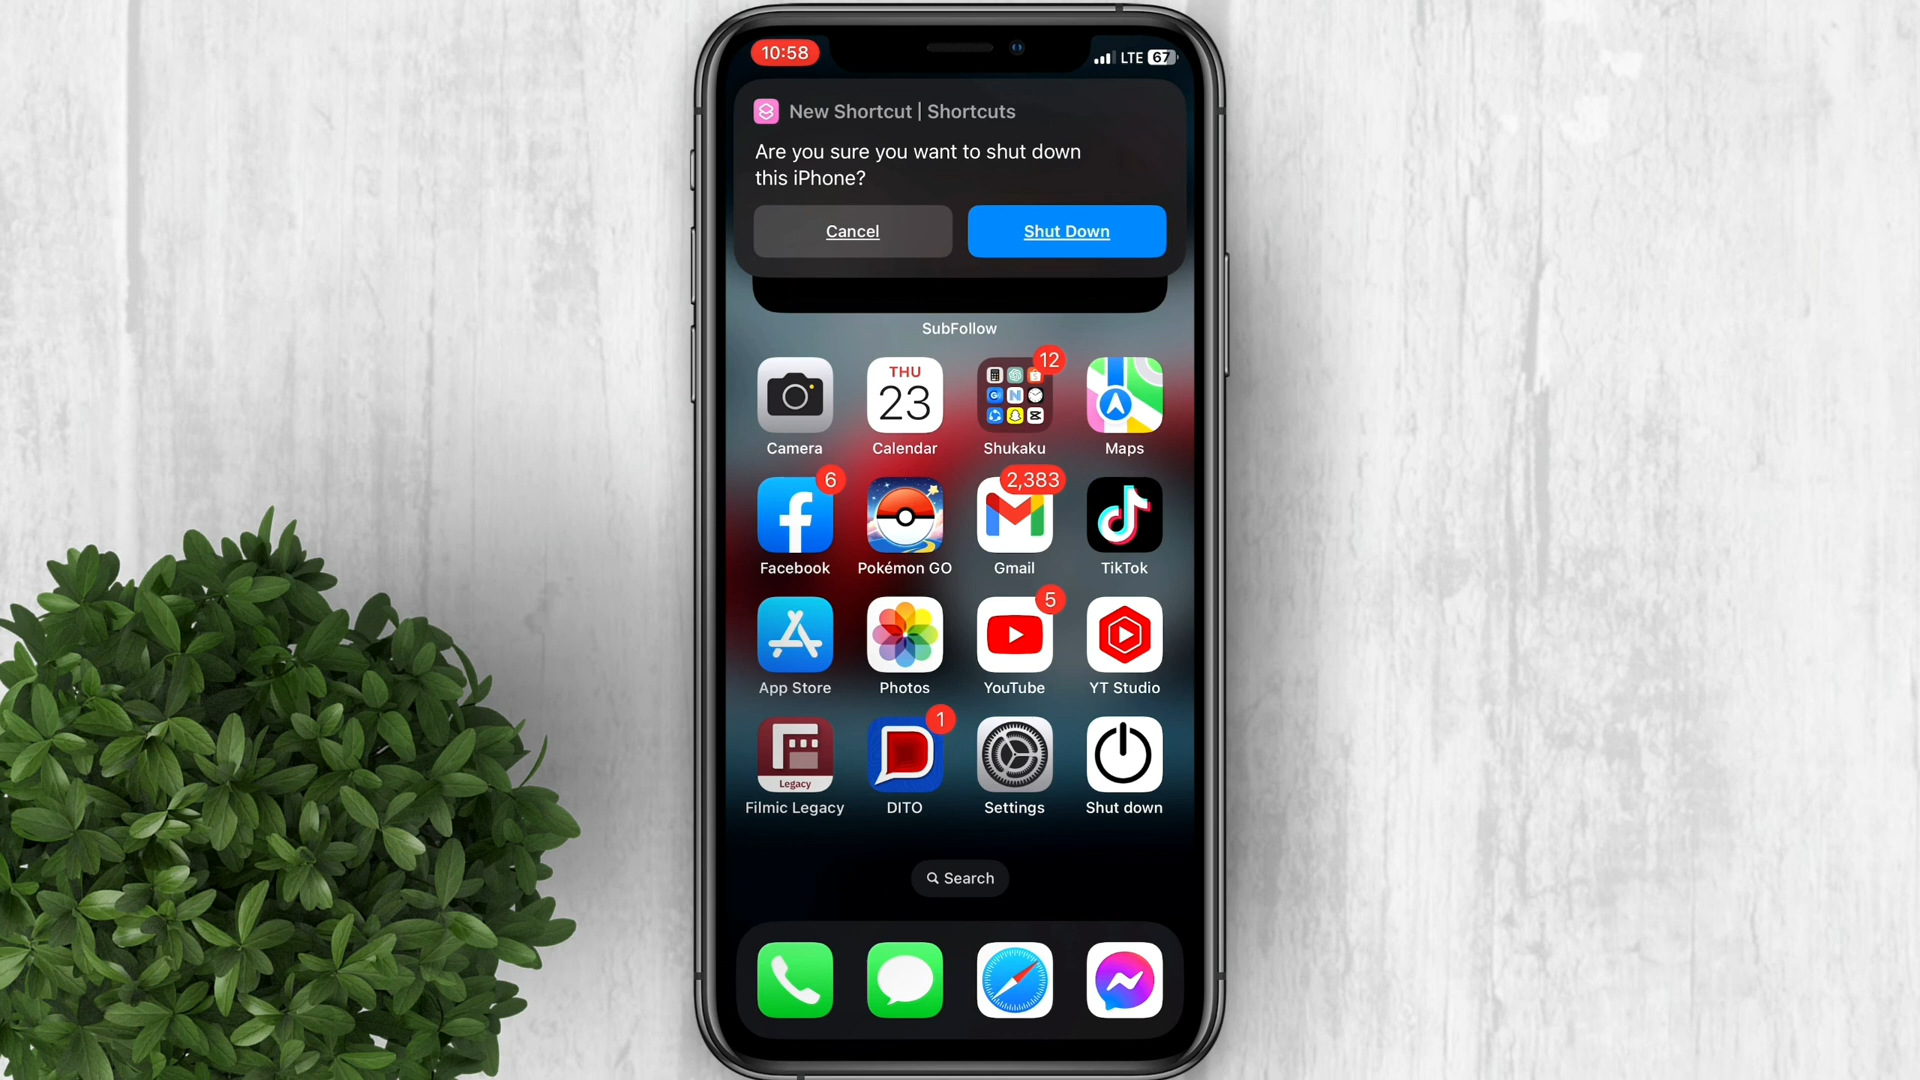 10:58
LTE 67
New Shortcut | Shortcuts
Are you sure you want to shut down
this iPhone?
Cancel
Shut Down
SubFollow
THU
23
12
Camera
Calendar
Shukaku
Maps
6
2,383
Facebook
Pokémon GO
Gmail
TikTok
5
App Store
Photos
YouTube
YT Studio
1
Legacy
Filmic Legacy
DITO
Settings
Shut down
Search